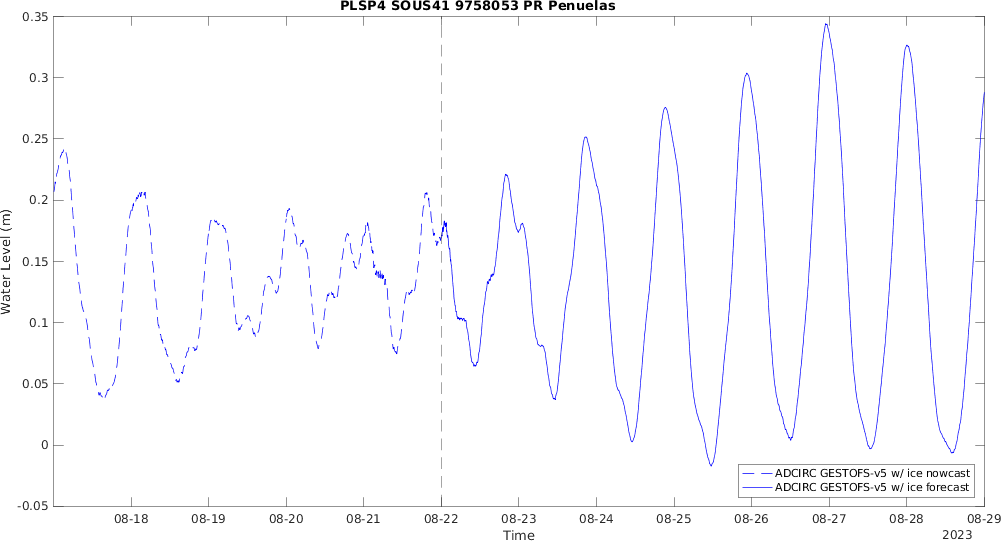 PLSP4 SOUS41 9758053 PR Penuelas
0.35
0.3
0.25
0.2
0.15
0.1
0.05
0
-0.05
Water Level (m)
ADCIRC GESTOFS-v5 w/ ice nowcast
ADCIRC GESTOFS-v5 w/ ice forecast
08-18 08-19 08-20 08-21 08-22 08-23 08-24 08-25 08-26 08-27 08-28 08-29
Time
2023